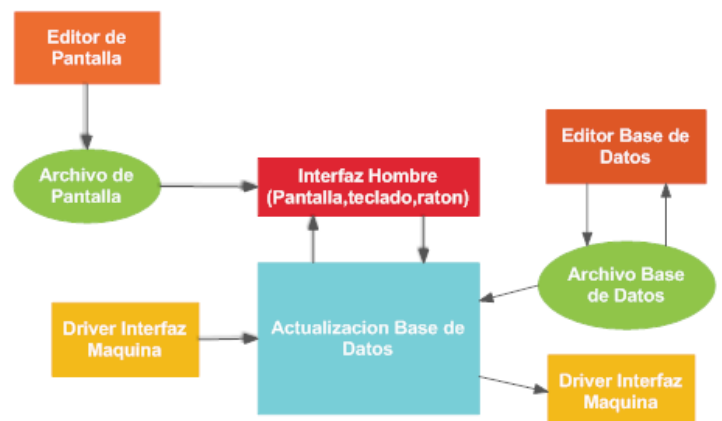 Editor de
Pantalla
Archivo de
Pantalla
Interfaz Hombre
(Pantalla,teclado,raton)
Editor Base de
Datos
Archivo Base
de Datos
Driver Interfaz
Maquina
Actualizacion Base de
Datos
Driver Interfaz
Maquina